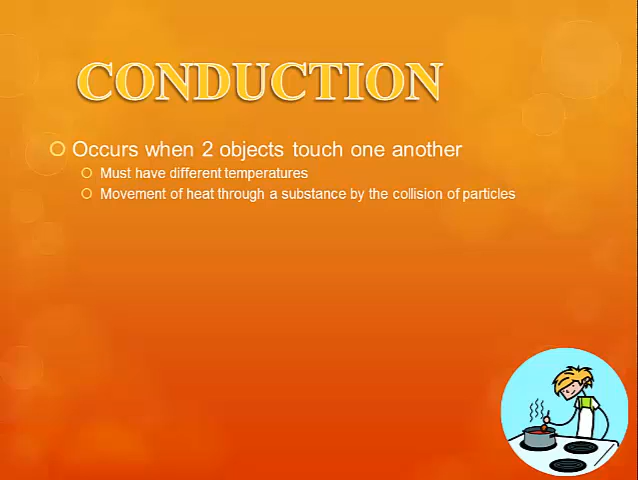 CONDUCTION
Occurs when 2 objects touch one another
Must have different temperatures
Movement of heat through a substance by the collision of particles